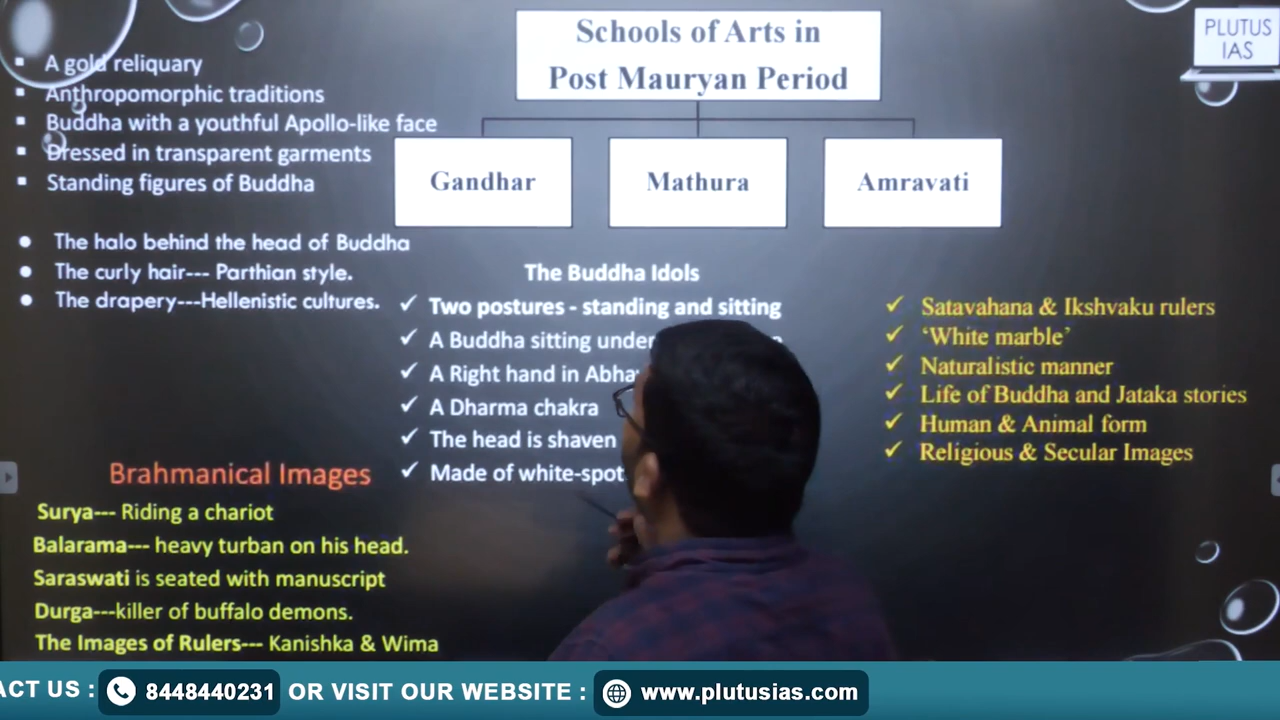 Schools of Arts in
Post Mauryan Period
PLUTUS
IAS
Gandhar
Mathura
Amravati
A gold reliquary
Anthropomorphic traditions
Buddha with a youthful Apollo-like face
Dressed in transparent garments
Standing figures of Buddha
The halo behind the head of Buddha
The curly hair--- Parthian style.
The drapery---Hellenistic cultures.
The Buddha Idols
✓ Two postures - standing and sitting
✓ A Buddha sitting under
✓ A Right hand in
✓ A Dharma chakra
✓ The head is shaven
✓ Made of white-spot
✓ Satavahana & Ikshvaku rulers
✓ ‘White marble’
✓ Naturalistic manner
✓ Life of Buddha and Jataka stories
✓ Human & Animal form
✓ Religious & Secular Images
Brahmanical Images
Surya--- Riding a chariot
Balarama--- heavy turban on his head.
Saraswati is seated with manuscript
Durga---killer of buffalo demons.
The Images of Rulers--- Kanishka & Wima
ACT US : 8448440231 OR VISIT OUR WEBSITE : www.plutusias.com